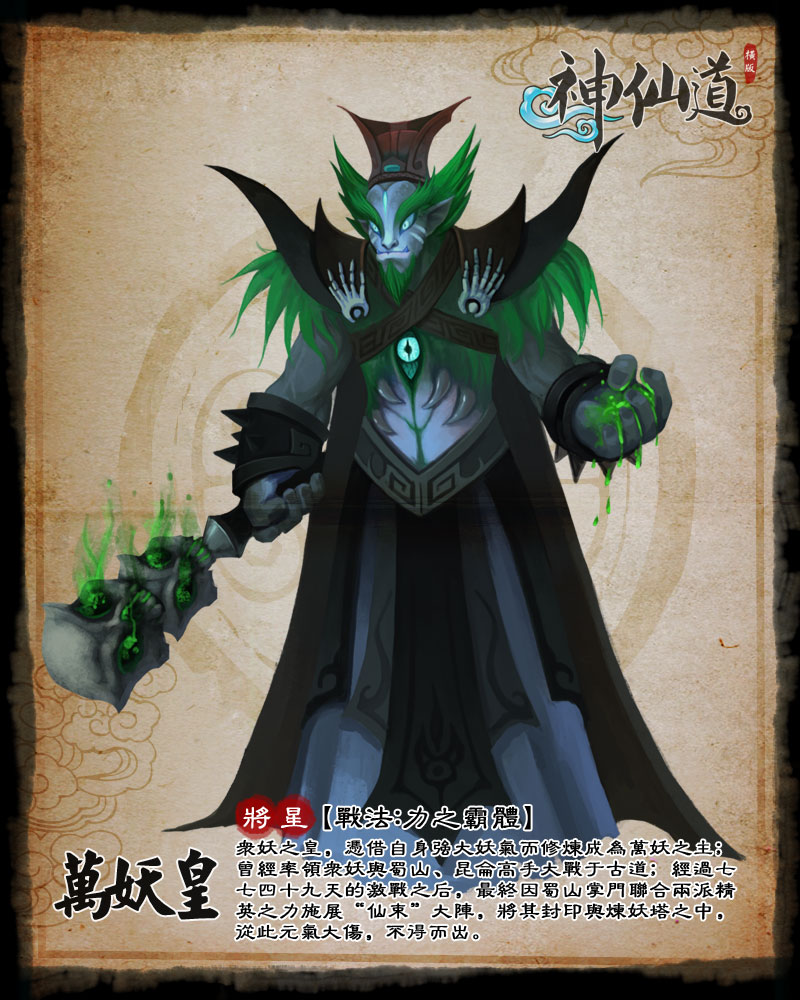 神仙道
橫版
將星【戰法:力之霸體】
萬妖皇
衆妖之皇，憑借自身强大妖氣而修煉成為萬妖之主；
曾經率領衆妖與蜀山、昆侖高手大戰于古道；經過七
七四十九天的激戰之后，最終因蜀山掌門聯合兩派精
英之力施展“仙束”大陣，將其封印與煉妖塔之中，
從此元氣大傷，不得而出。